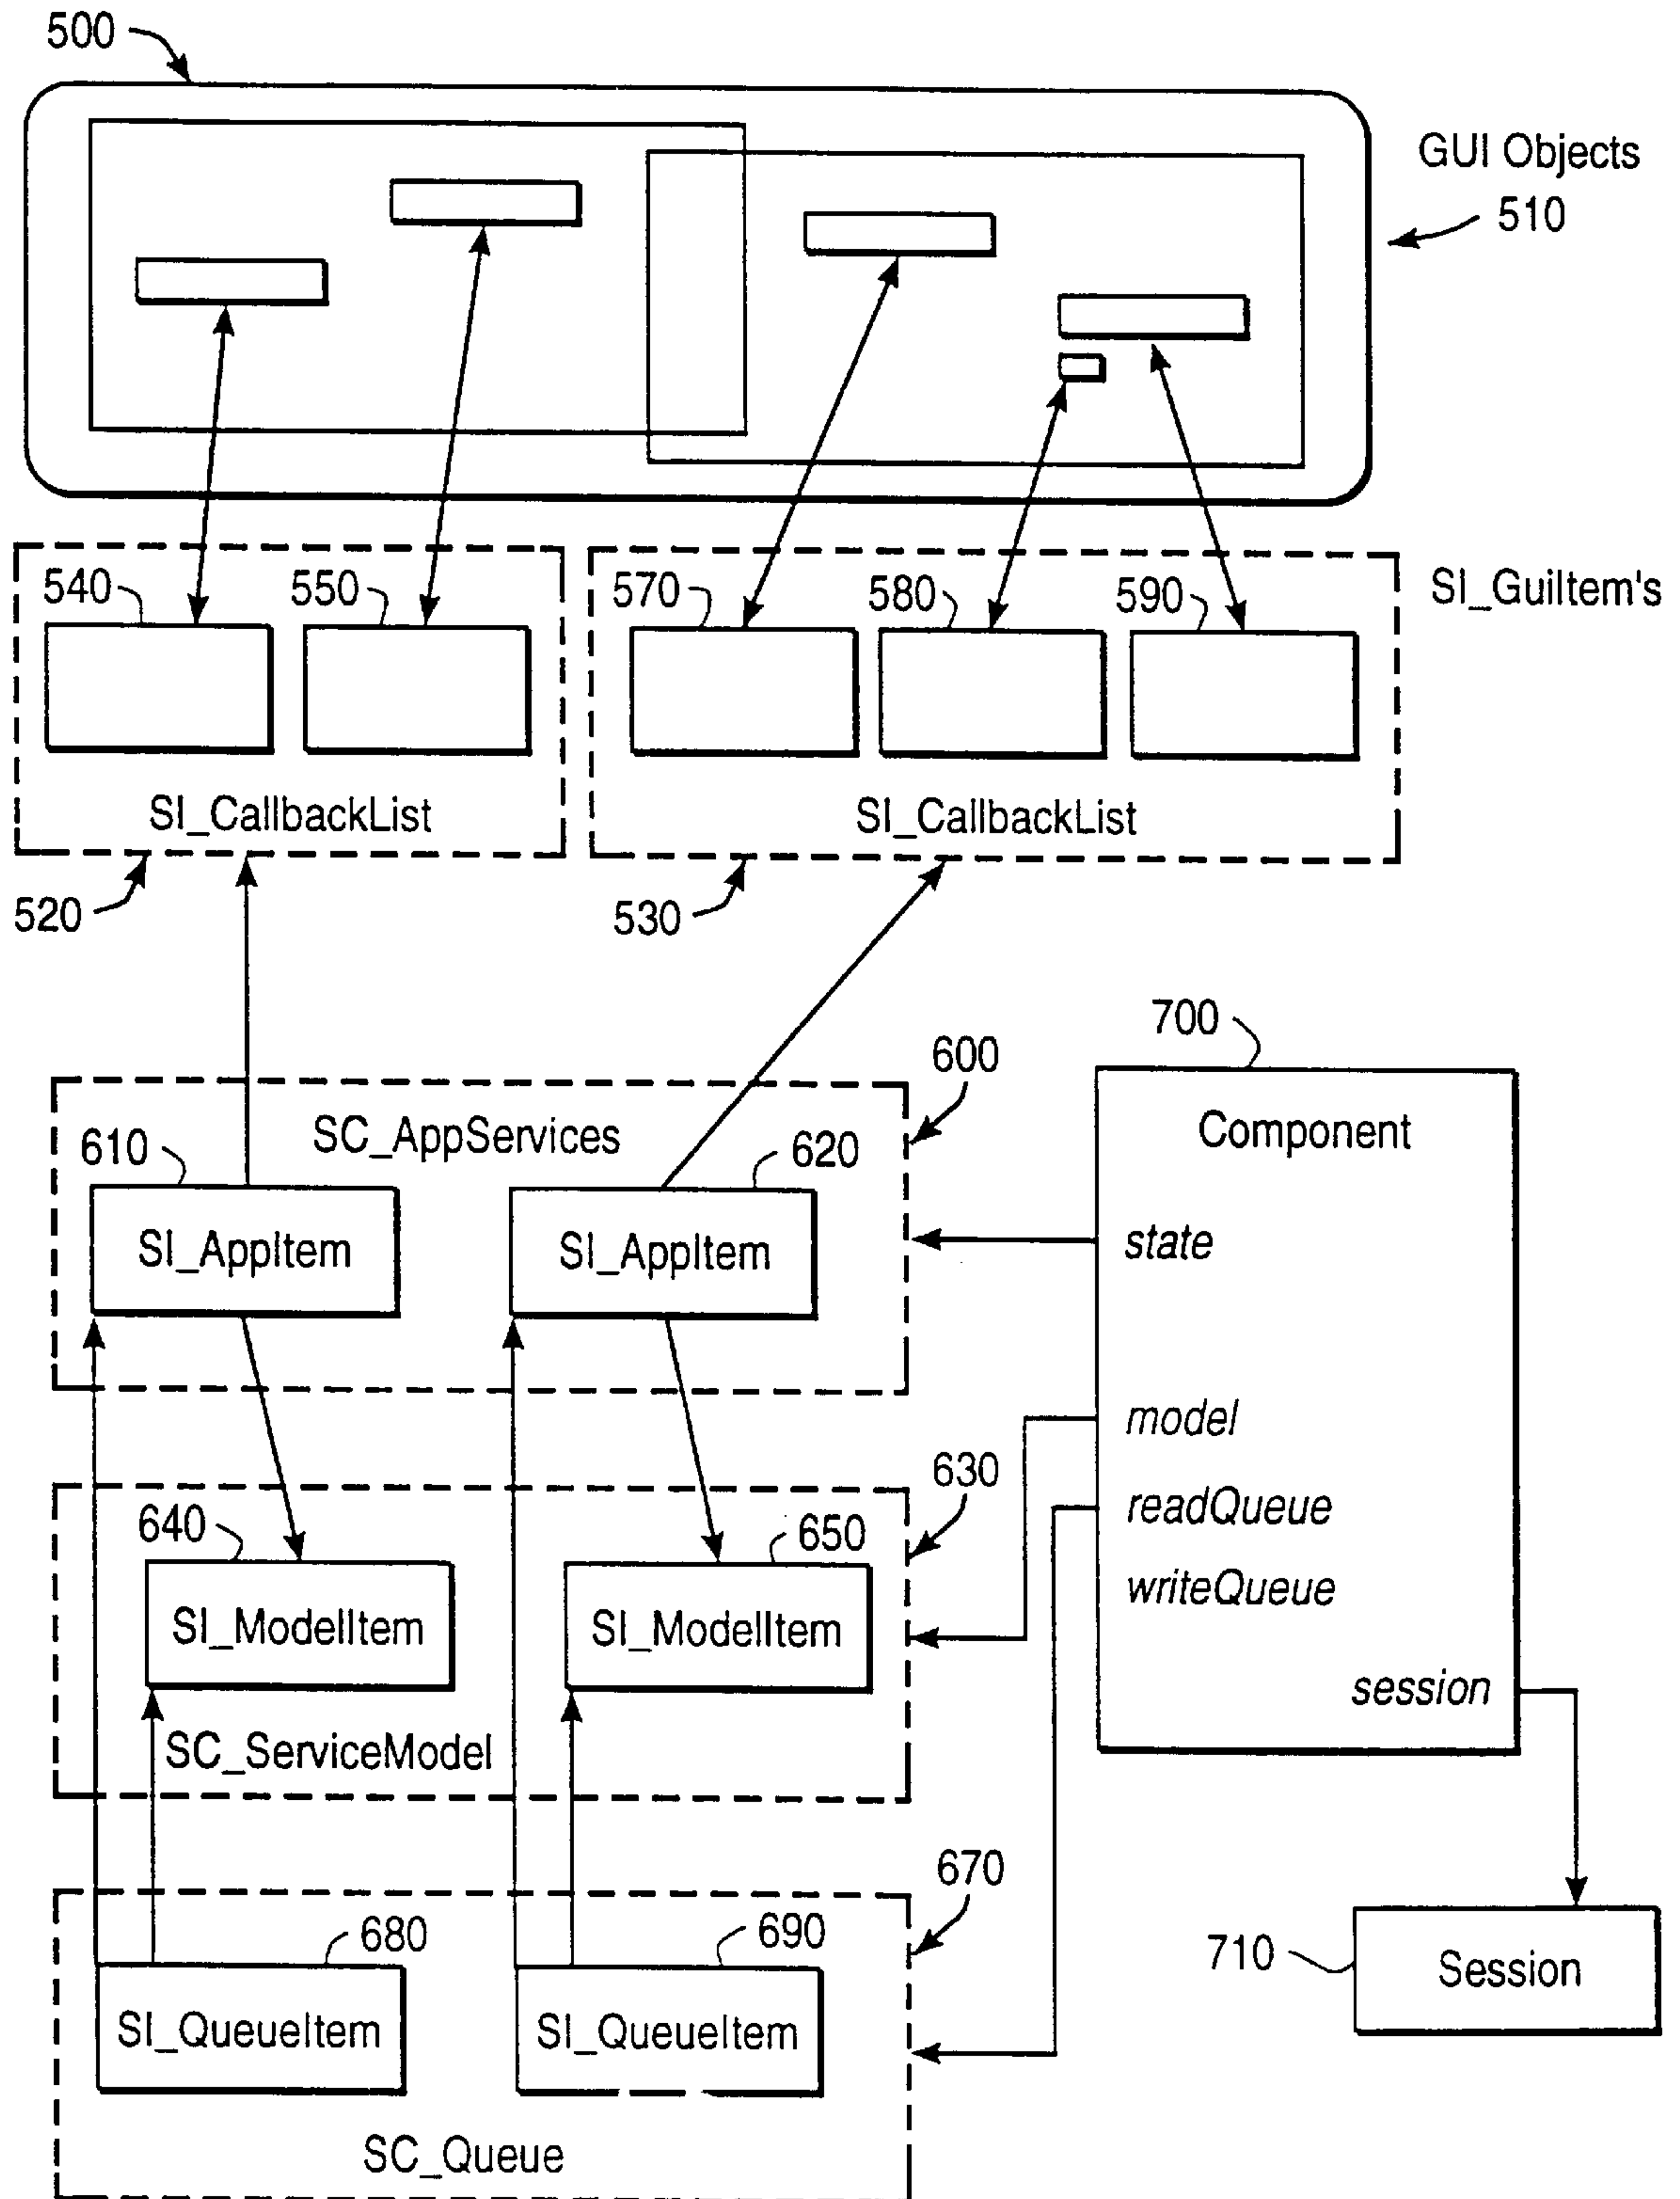 500
GUI Objects
510
540
550
570
580
590
SI_GuiItem's
SI_CallbackList
SI_CallbackList
520
530
700
600
SC_AppServices
Component
610
620
SI_AppItem
SI_AppItem
state
model
630
readQueue
640
650
writeQueue
SI_ModelItem
SI_ModelItem
session
SC_ServiceModel
670
680
690
710
Session
SI_QueueItem
SI_QueueItem
SC_Queue